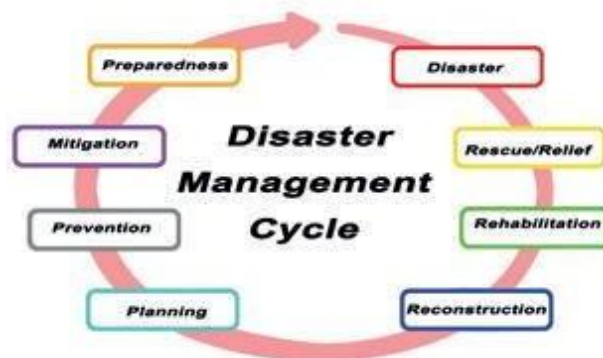 Preparedness
Disaster
Mitigation
Disaster
Management
Cycle
Rescue/Relief
Prevention
Rehabilitation
Planning
Reconstruction